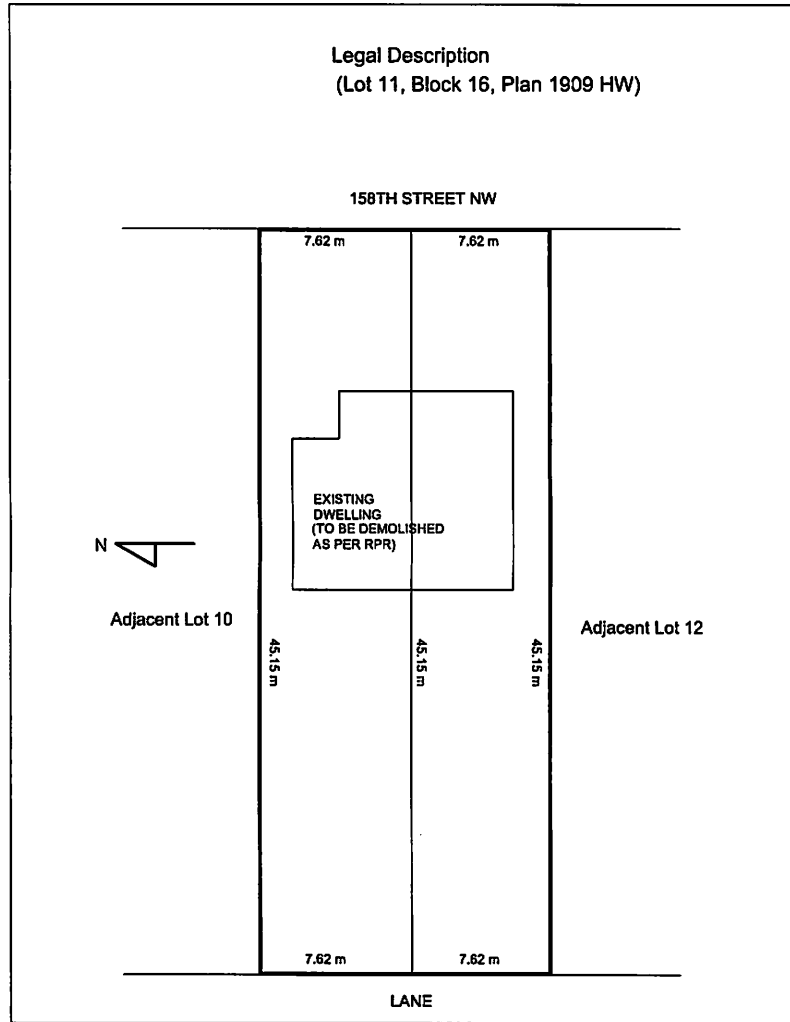 Legal Description
(Lot 11, Block 16, Plan 1909 HW)
158TH STREET NW
7.62 m
7.62 m
EXISTING
DWELLING
(TO BE DEMOLISHED
AS PER RPR)
N
Adjacent Lot 10
Adjacent Lot 12
45.15 m
45.15 m
45.15 m
7.62 m
7.62 m
LANE